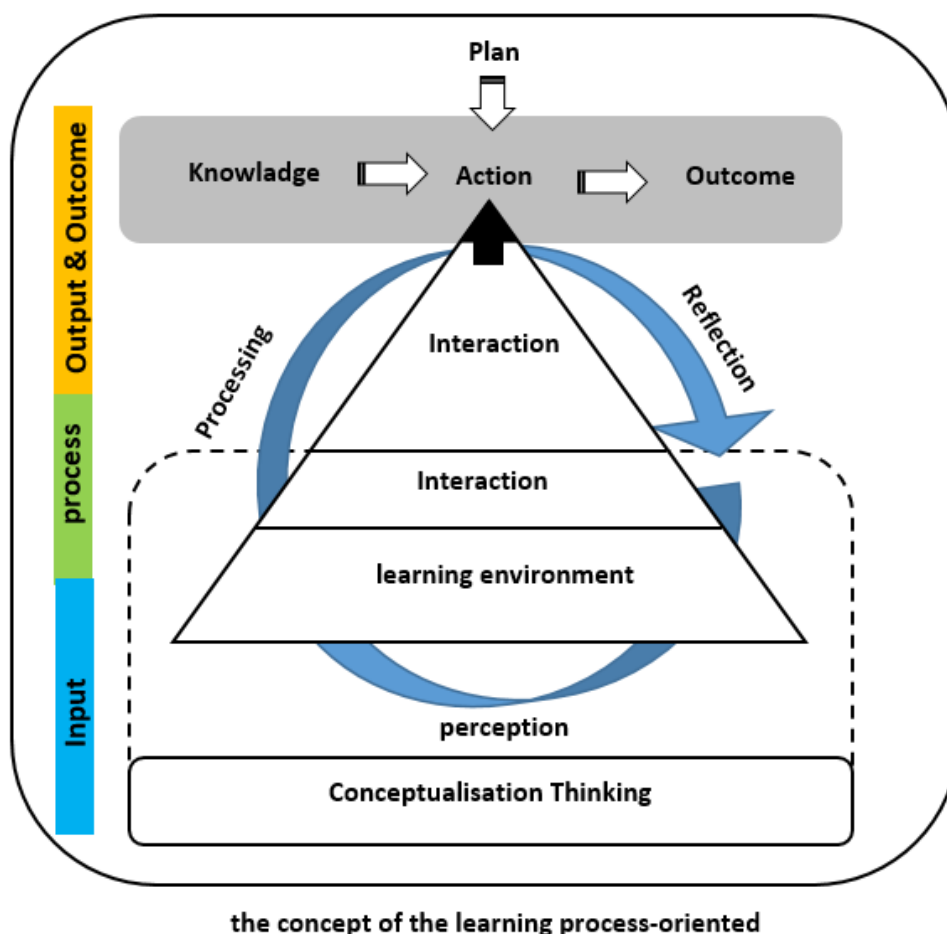 Plan
Knowladge
Action
Outcome
Output & Outcome
Processing
Reflection
Interaction
process
Interaction
learning environment
Input
perception
Conceptualisation Thinking
the concept of the learning process-oriented